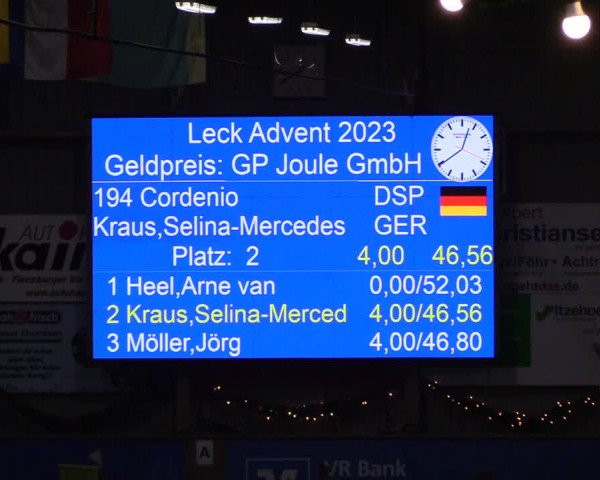 Leck Advent 2023
Geldpreis: GP Joule GmbH
194 Cordenio DSP
Kraus,Selina-Mercedes GER
Platz: 2 4,00 46,56
1 Heel,Arne van 0,00/52,03
2 Kraus,Selina-Merced 4,00/46,56
3 Möller,Jörg 4,00/46,80
A
VR Bank